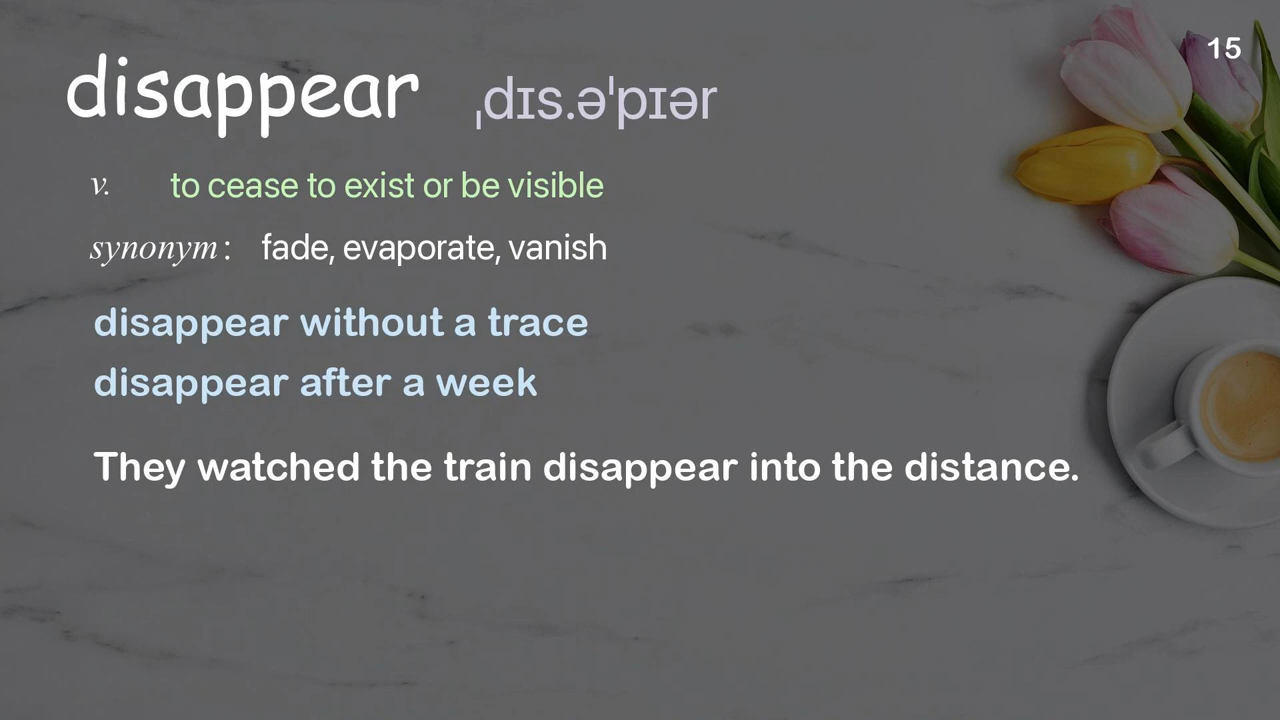 15
disappear ˌdɪs.əˈpɪər
v. to cease to exist or be visible
synonym: fade, evaporate, vanish
disappear without a trace
disappear after a week
They watched the train disappear into the distance.